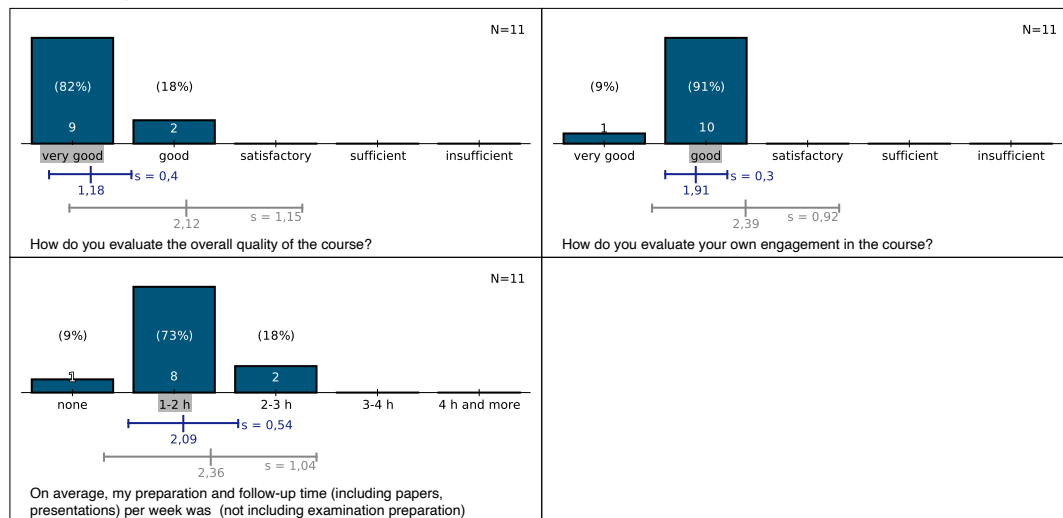 N=11
(82%) (18%)
9 2
very good good satisfactory sufficient insufficient
s = 0,4
1,18
s = 1,15
2,12
How do you evaluate the overall quality of the course?
N=11
(9%) (91%)
1 10
very good good satisfactory sufficient insufficient
s = 0,3
1,91
s = 0,92
2,39
How do you evaluate your own engagement in the course?
N=11
(9%) (73%) (18%)
1 8 2
none 1-2 h 2-3 h 3-4 h 4 h and more
s = 0,54
2,09
s = 1,04
2,36
On average, my preparation and follow-up time (including papers,
presentations) per week was (not including examination preparation)